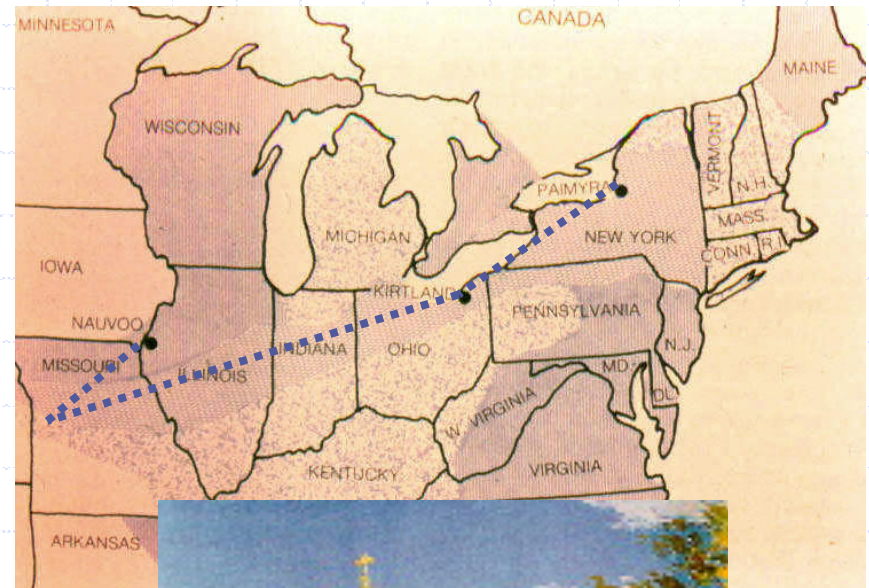 CANADA
MINNESOTA
MAINE
WISCONSIN
VERMONT
N.H.
PAIMYRA
MASS.
MICHIGAN
NEW YORK
CONN.
R.I.
IOWA
KIRTLAND
PENNSYLVANIA
NAUVOO
N.J.
INDIANA
OHIO
MISSOURI
ILLINOIS
MD.
DL.
W. VIRGINIA
VIRGINIA
KENTUCKY
ARKANSAS